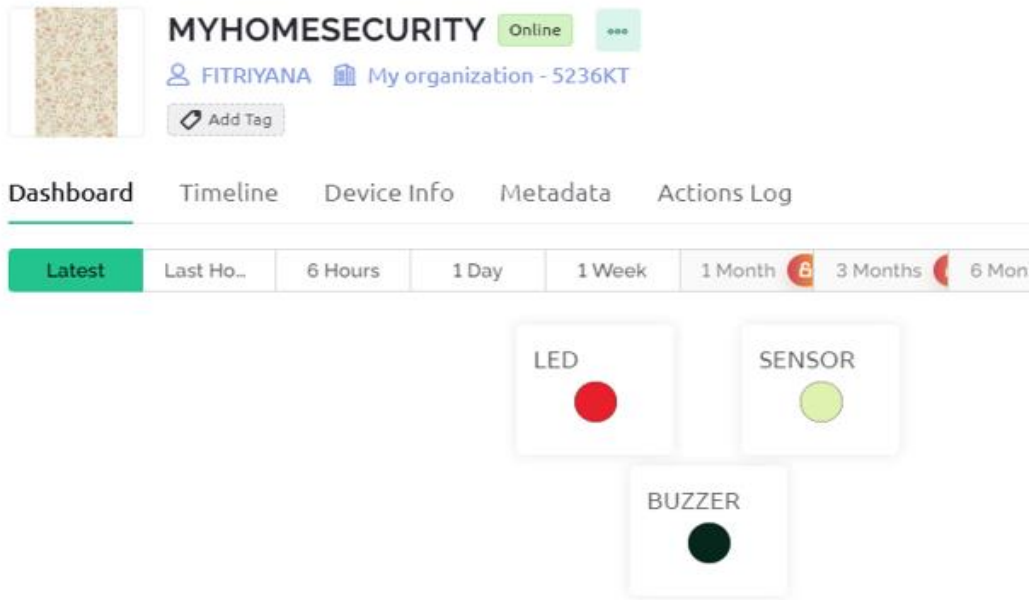 MYHOMESECURITY Online
FITRIYANA My organization - 5236KT
Add Tag
Dashboard Timeline Device Info Metadata Actions Log
Latest Last Ho... 6 Hours 1 Day 1 Week 1 Month 3 Months 6 Mon
LED SENSOR
BUZZER